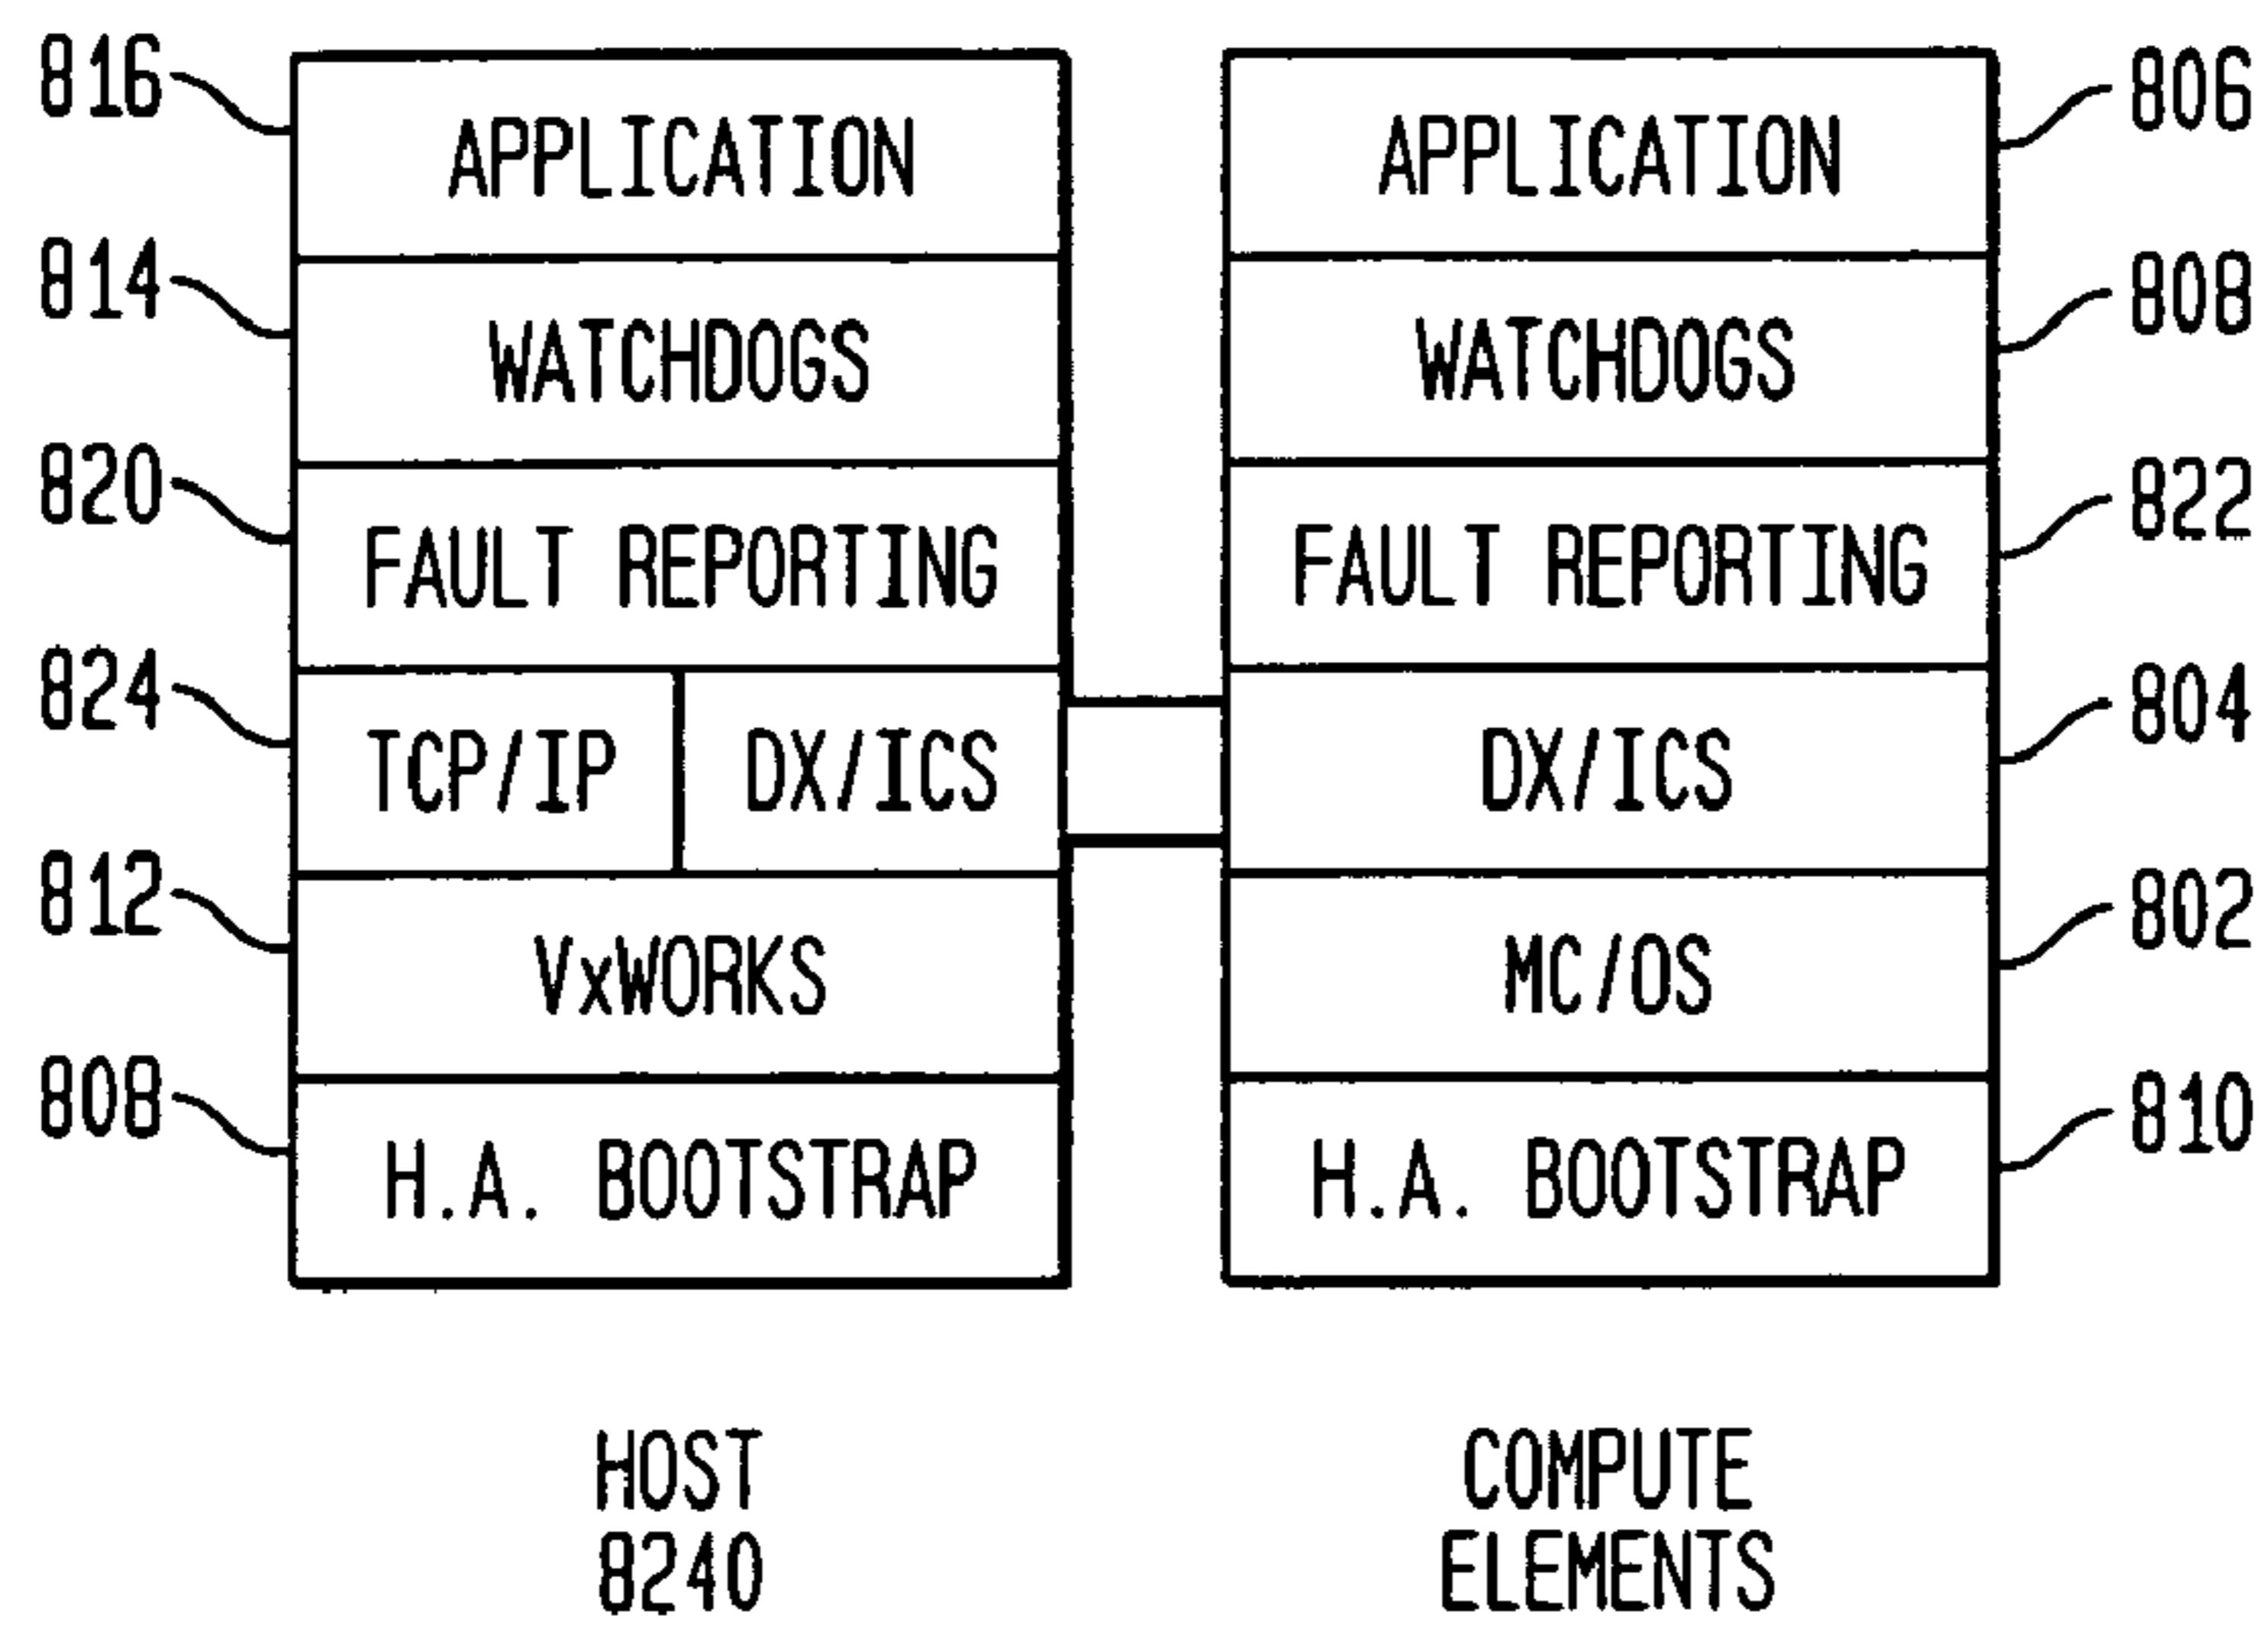 816 APPLICATION APPLICATION 806
814 WATCHDOGS WATCHDOGS 808
820 FAULT REPORTING FAULT REPORTING 822
824 TCP/IP DX/ICS DX/ICS 804
812 VxWORKS MC/OS 802
808 H.A. BOOTSTRAP H.A. BOOTSTRAP 810
HOST COMPUTE
8240 ELEMENTS